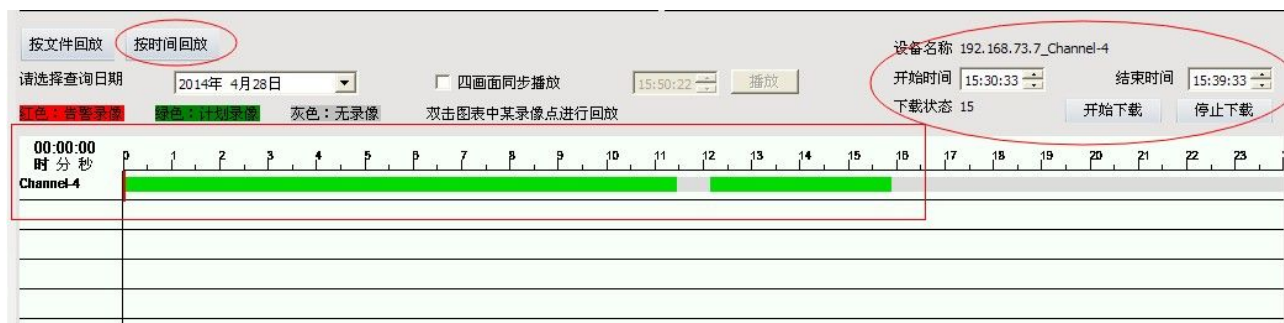 按文件回放 按时间回放
设备名称 192.168.73.7_Channel-4
请选择查询日期 2014年 4月28日 四画面同步播放 15:50:22 播放
开始时间 15:30:33 结束时间 15:39:33
红色：告警录像 绿色：计划录像 灰色：无录像 双击图表中某录像点进行回放
下载状态 15 开始下载 停止下载
00:00:00
时 分 秒
0 1 2 3 4 5 6 7 8 9 10 11 12 13 14 15 16 17 18 19 20 21 22 23
Channel-4